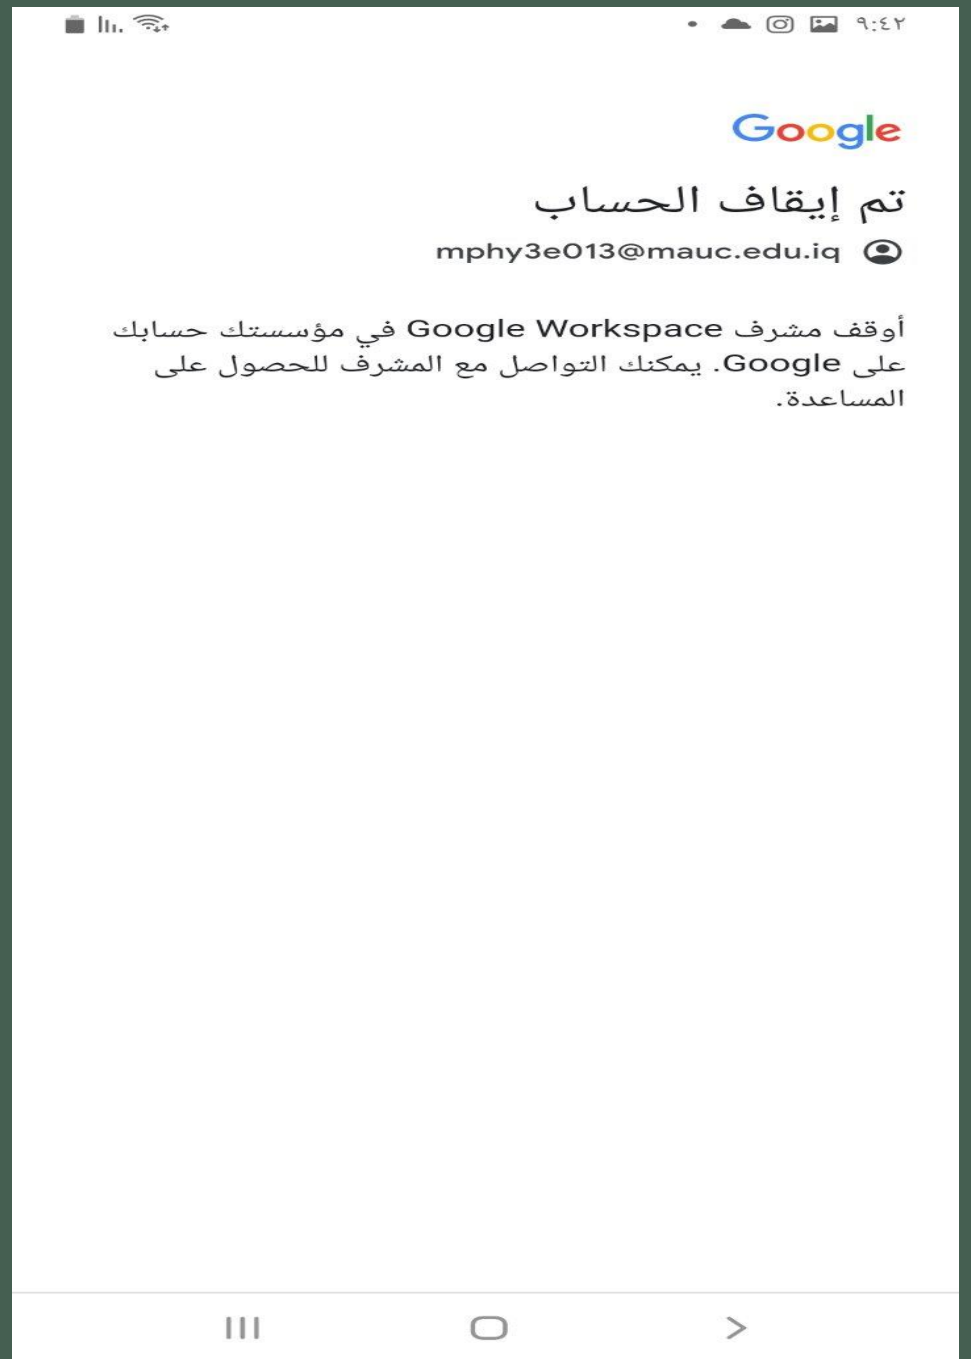 ٩:٤٢
Google
تم إيقاف الحساب
mphy3e013@mauc.edu.iq
أوقف مشرف Google Workspace في مؤسستك حسابك
على Google. يمكنك التواصل مع المشرف للحصول على
المساعدة.